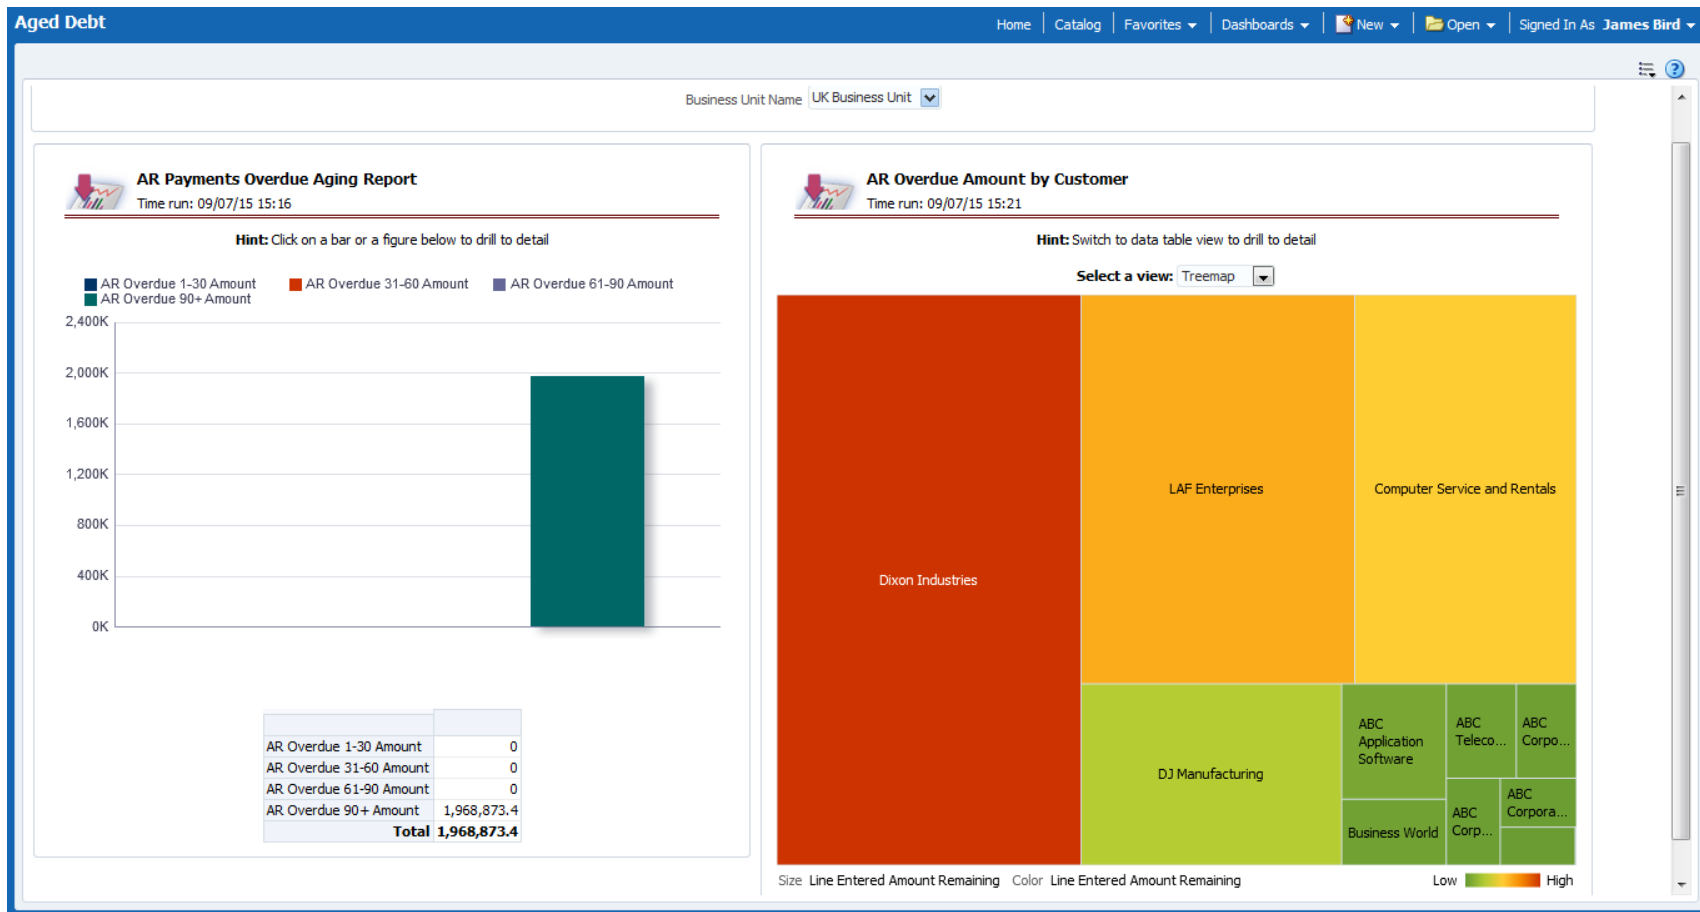 Aged Debt
Home Catalog Favorites Dashboards New Open Signed In As James Bird
Business Unit Name UK Business Unit
AR Payments Overdue Aging Report
Time run: 09/07/15 15:16
Hint: Click on a bar or a figure below to drill to detail
AR Overdue 1-30 Amount AR Overdue 31-60 Amount AR Overdue 61-90 Amount
AR Overdue 90+ Amount
2,400K
2,000K
1,600K
1,200K
800K
400K
0K
AR Overdue 1-30 Amount 0
AR Overdue 31-60 Amount 0
AR Overdue 61-90 Amount 0
AR Overdue 90+ Amount 1,968,873.4
Total 1,968,873.4
AR Overdue Amount by Customer
Time run: 09/07/15 15:21
Hint: Switch to data table view to drill to detail
Select a view: Treemap
Dixon Industries
LAF Enterprises
Computer Service and Rentals
DJ Manufacturing
ABC
Application
Software
ABC
Teleco...
ABC
Corpo...
Business World
ABC
Corp...
ABC
Corpora...
Size Line Entered Amount Remaining Color Line Entered Amount Remaining
Low High